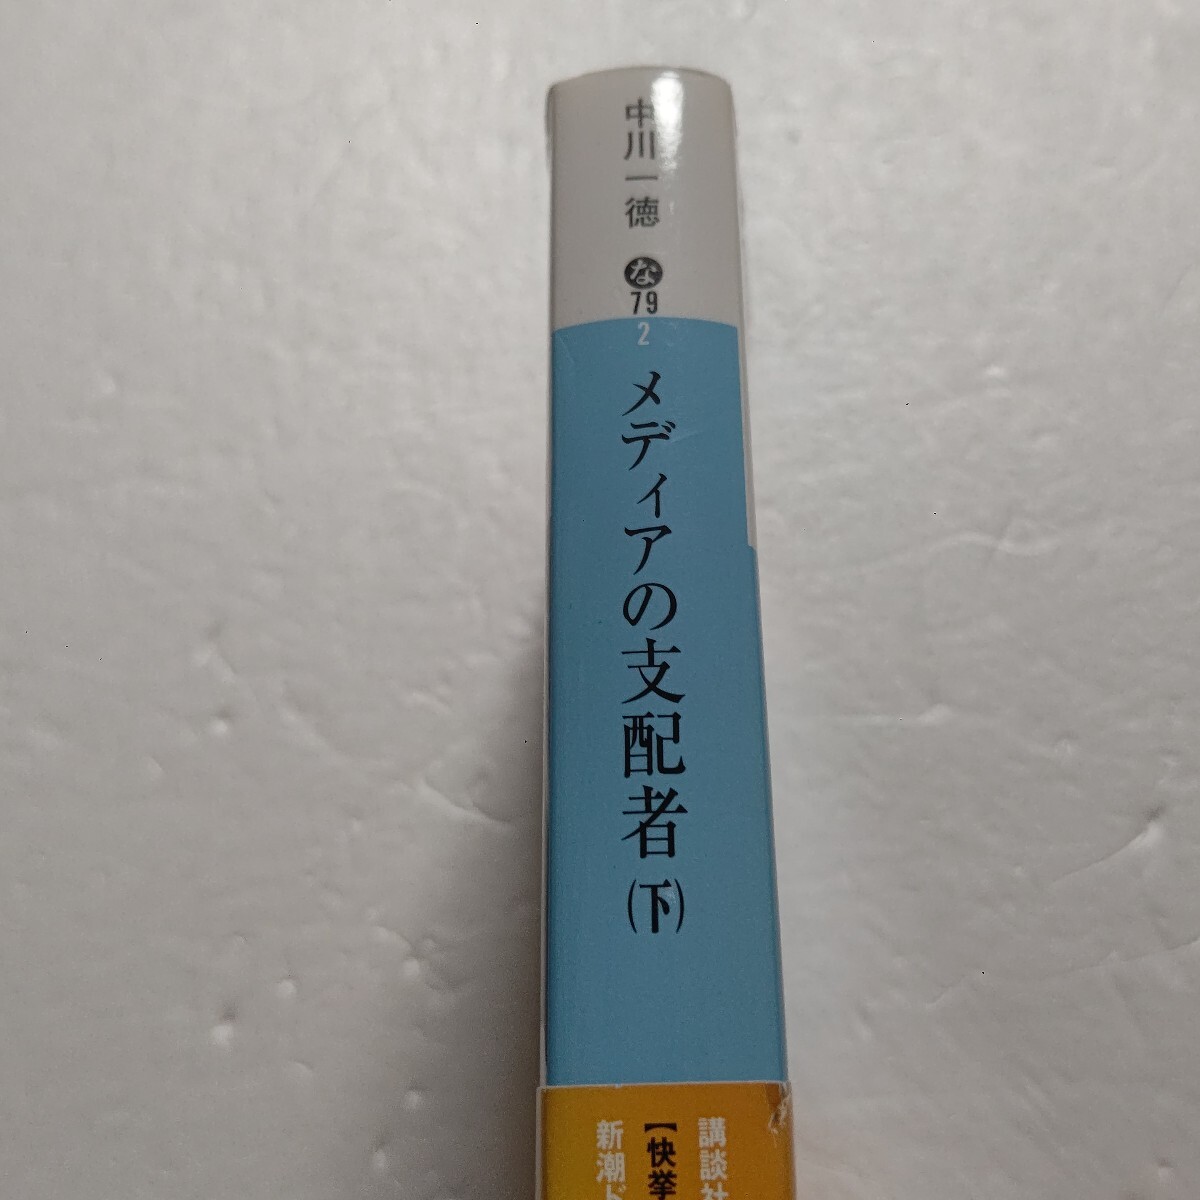 中川一徳
な
79
2
メディアの支配者(下)
講談社
【快挙
新潮ド